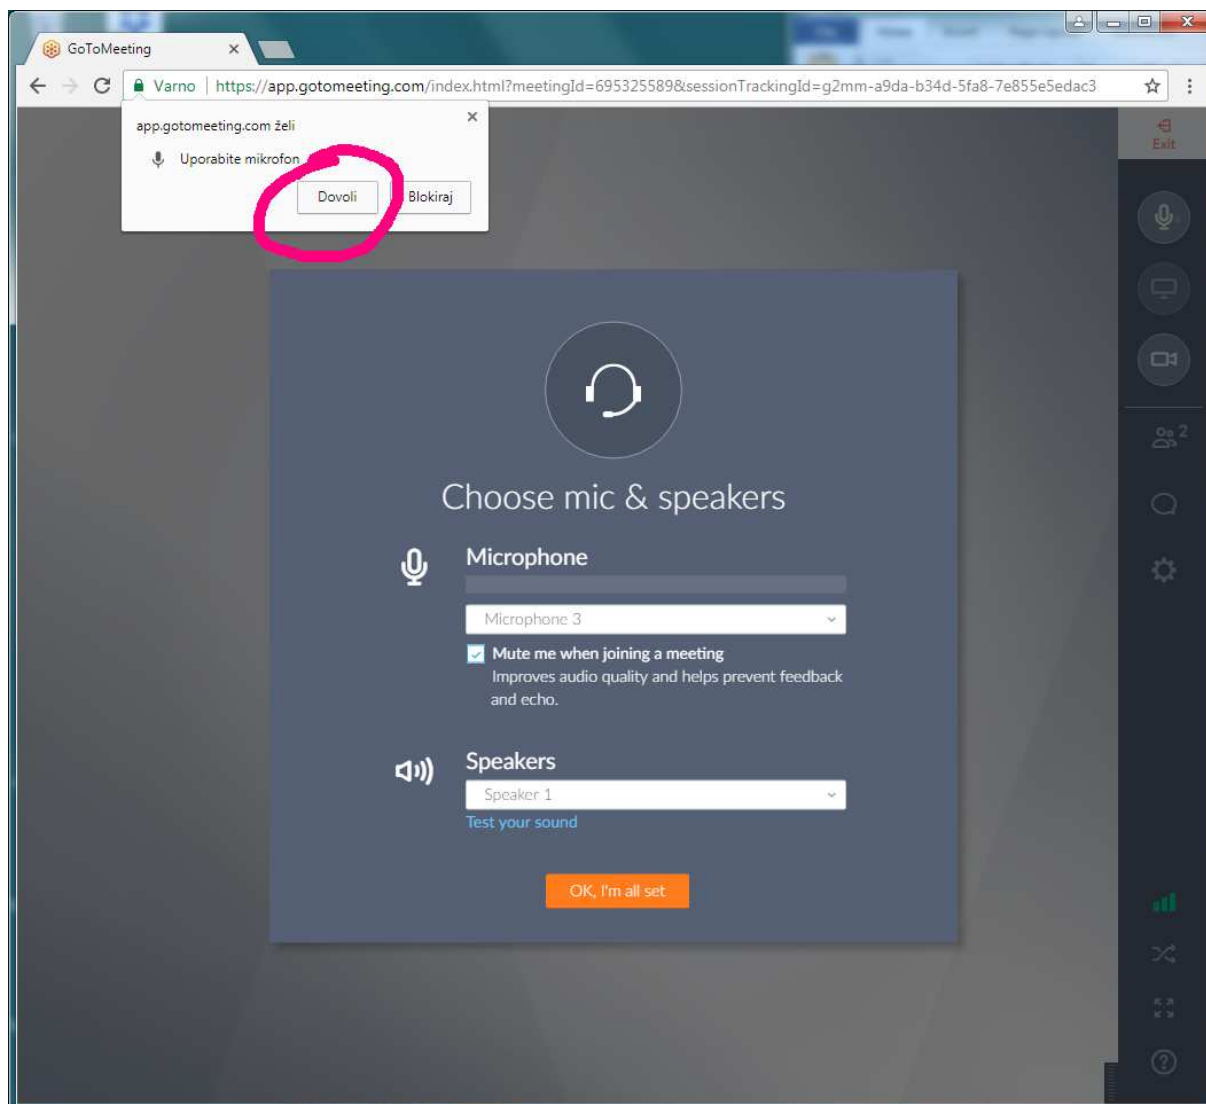 GoToMeeting
Varno | https://app.gotomeeting.com/index.html?meetingId=695325589&sessionTrackingId=g2mm-a9da-b34d-5fa8-7e855e5edac3
app.gotomeeting.com želi
Uporabite mikrofon
Dovoli
Blokiraj
Exit
2
Choose mic & speakers
Microphone
Microphone 3
Mute me when joining a meeting
Improves audio quality and helps prevent feedback
and echo.
Speakers
Speaker 1
Test your sound
OK, I'm all set